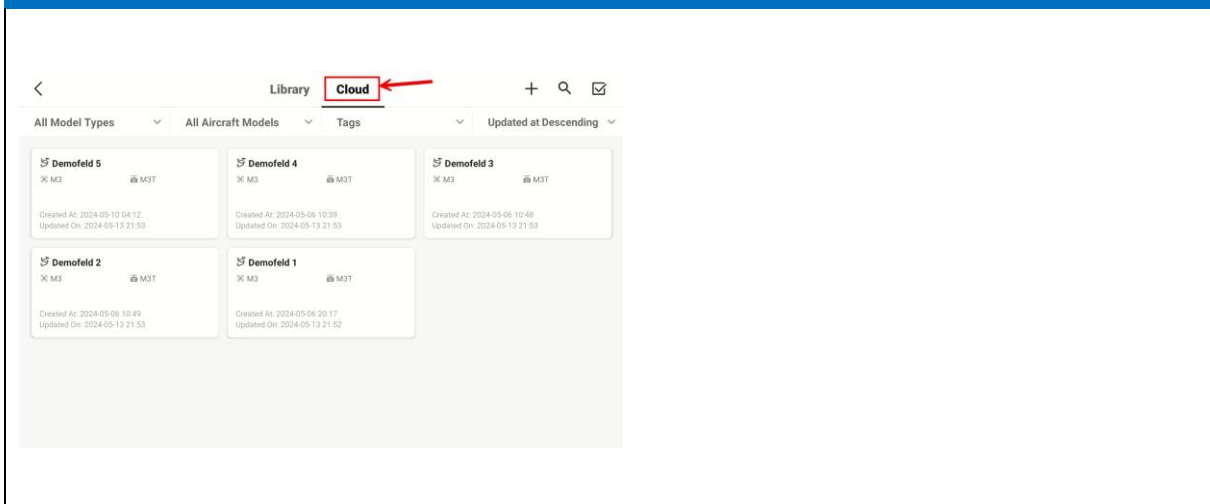 Library Cloud
All Model Types All Aircraft Models Tags Updated at Descending
Demofeld 5
M3 M3T
Created At: 2024-05-10 04:12
Updated On: 2024-05-13 21:53
Demofeld 4
M3 M3T
Created At: 2024-05-06 10:39
Updated On: 2024-05-13 21:53
Demofeld 3
M3 M3T
Created At: 2024-05-06 10:48
Updated On: 2024-05-13 21:53
Demofeld 2
M3 M3T
Created At: 2024-05-06 10:49
Updated On: 2024-05-13 21:53
Demofeld 1
M3 M3T
Created At: 2024-05-06 20:17
Updated On: 2024-05-13 21:52